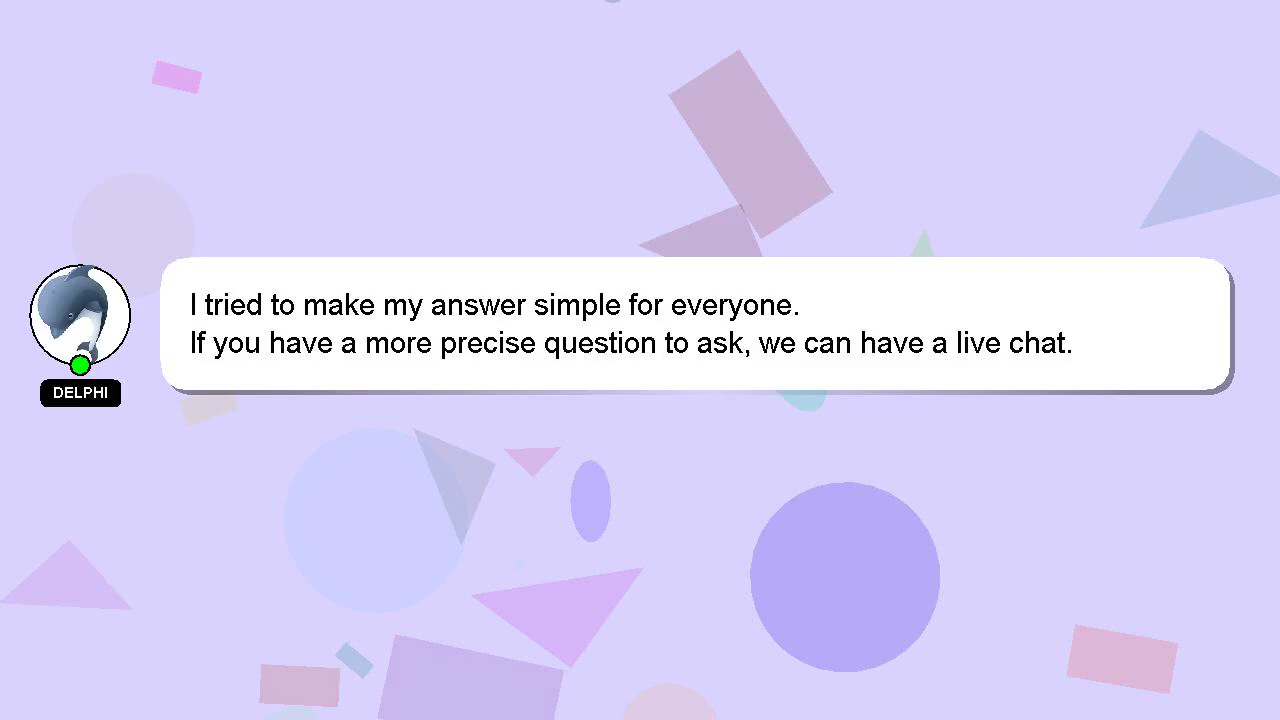 I tried to make my answer simple for everyone.
If you have a more precise question to ask, we can have a live chat.
DELPHI